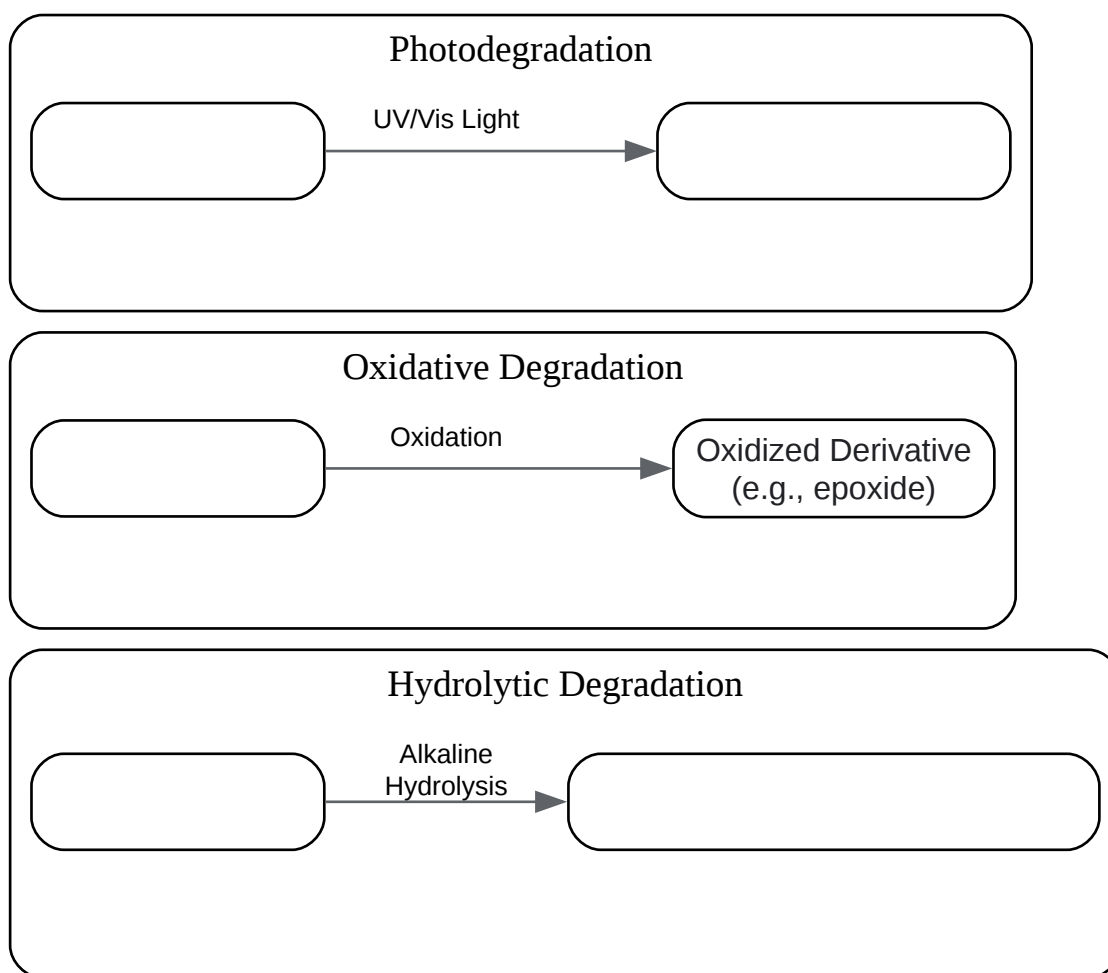 Photodegradation
UV/Vis Light
Oxidative Degradation
Oxidation
Oxidized Derivative
(e.g., epoxide)
Hydrolytic Degradation
Alkaline
Hydrolysis